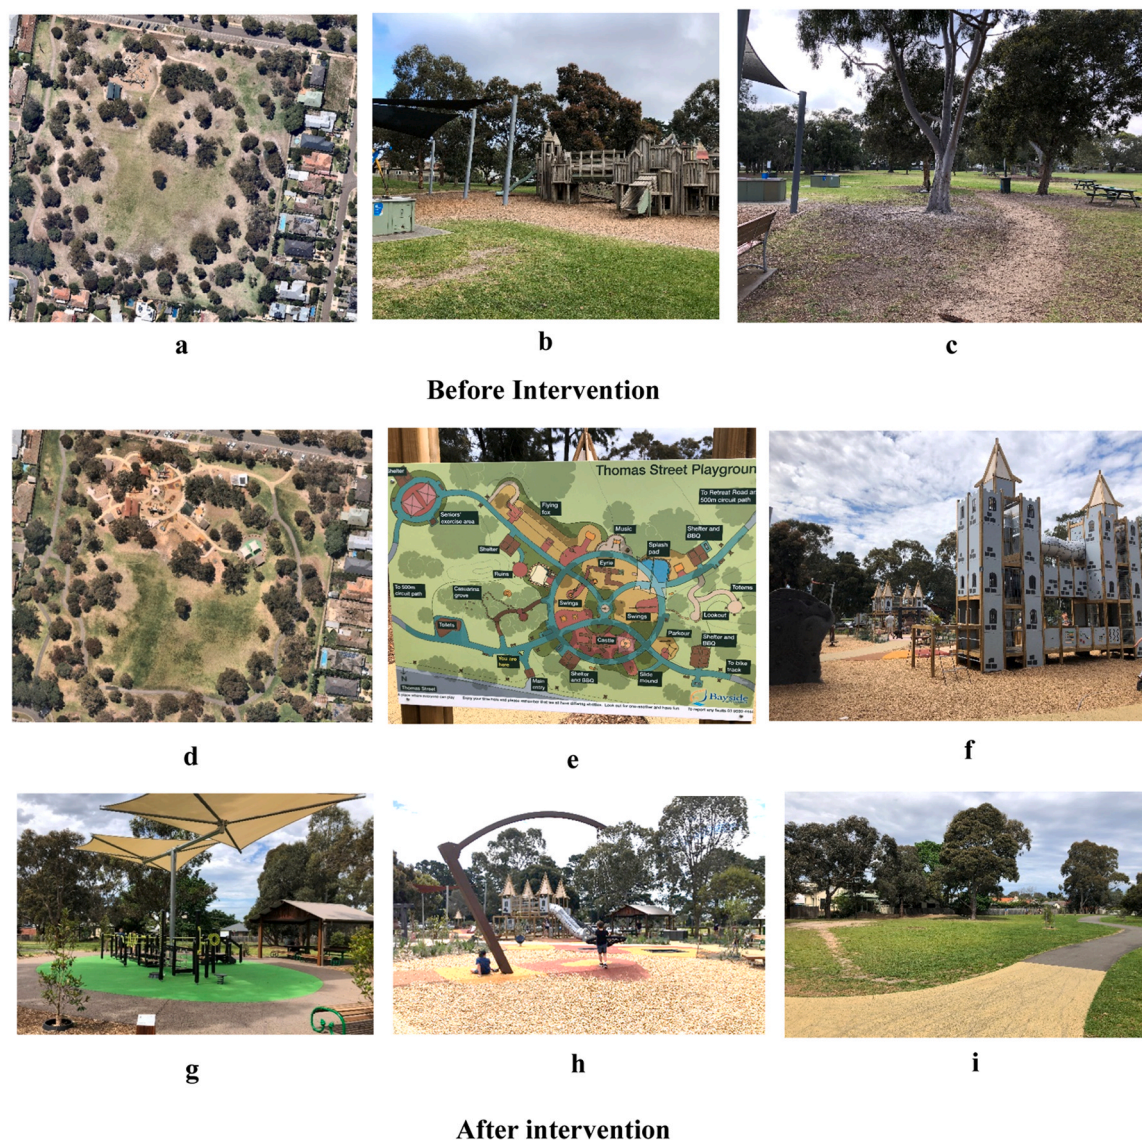 a
b
c
Before Intervention
Thomas Street Playgroun
Shelter
To Retreat Road an
500m circuit path
Flying
fox
Seniors'
exercise area
Music
Shelter and
BBQ
Splash
pad
Shelter
Eyrie
Ruins
Totems
To 500m
circuit path
Casuarina
grove
Lookout
Swings
Swings
Toilets
Castle
Parkour
Shelter and
BBQ
You are
here
To bike
track
Main
entry
Shelter
and BBQ
Slide
mound
N
Thomas Street
Bayside
d
e
f
g
h
i
After intervention